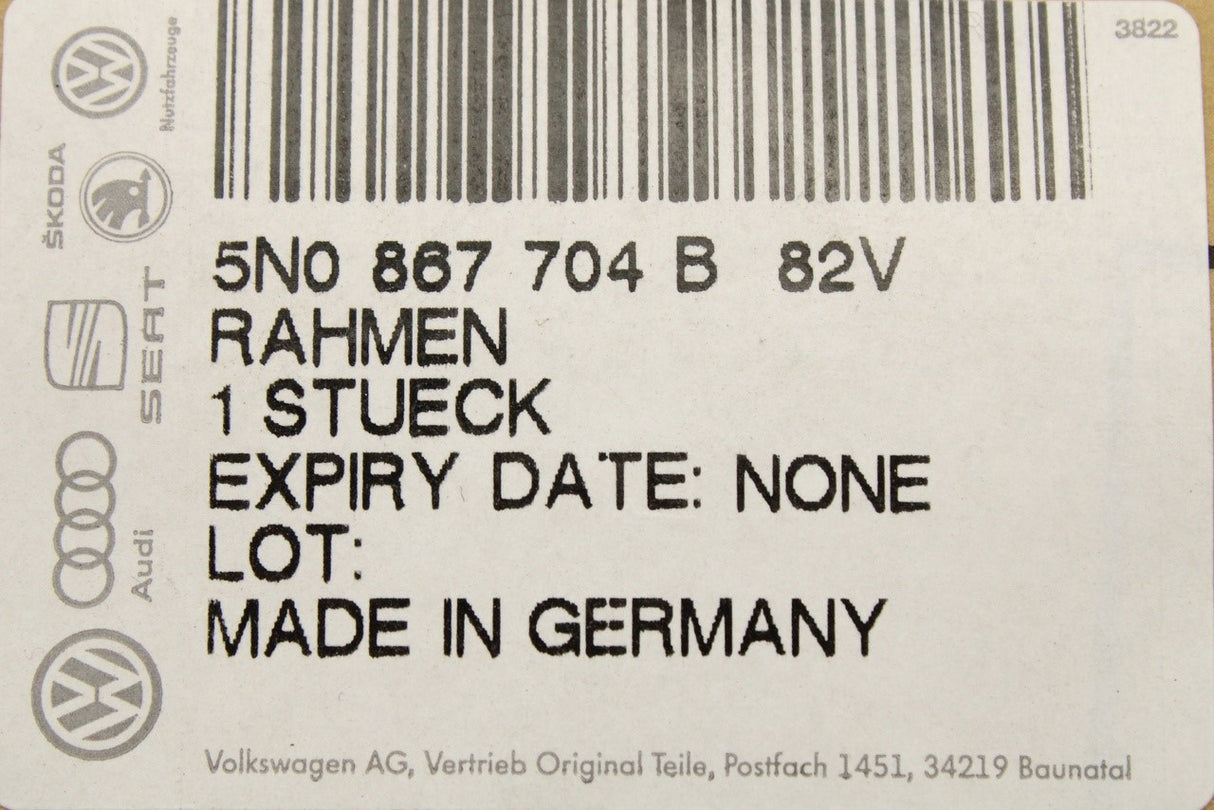 3822
5N0 867 704 B 82V
RAHMEN
1 STUECK
EXPIRY DATE: NONE
LOT:
MADE IN GERMANY
Volkswagen AG, Vertrieb Original Teile, Postfach 1451, 34219 Baunatal
Nutzfahrzeuge
ŠKODA
SEAT
Audi